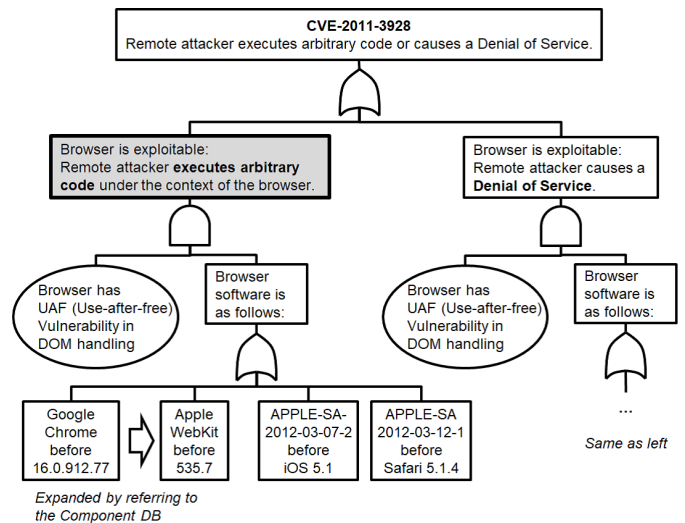 CVE-2011-3928
Remote attacker executes arbitrary code or causes a Denial of Service.
Browser is exploitable:
Remote attacker executes arbitrary
code under the context of the browser.
Browser is exploitable:
Remote attacker causes a
Denial of Service.
Browser has
UAF (Use-after-free)
Vulnerability in
DOM handling
Browser
software is
as follows:
Browser has
UAF (Use-after-free)
Vulnerability in
DOM handling
Browser
software is
as follows:
Google
Chrome
before
16.0.912.77
Apple
WebKit
before
535.7
APPLE-SA-
2012-03-07-2
before
iOS 5.1
APPLE-SA
2012-03-12-1
before
Safari 5.1.4
...
Same as left
Expanded by referring to
the Component DB